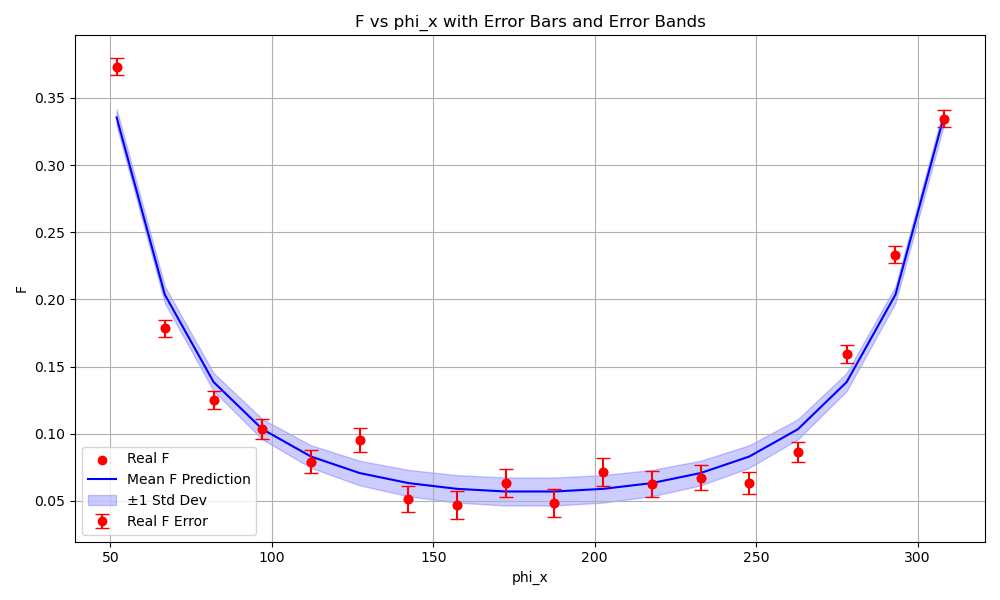 F vs phi_x with Error Bars and Error Bands
F
0.35
0.30
0.25
0.20
0.15
0.10
0.05
Real F
Mean F Prediction
±1 Std Dev
Real F Error
50 100 150 200 250 300
phi_x